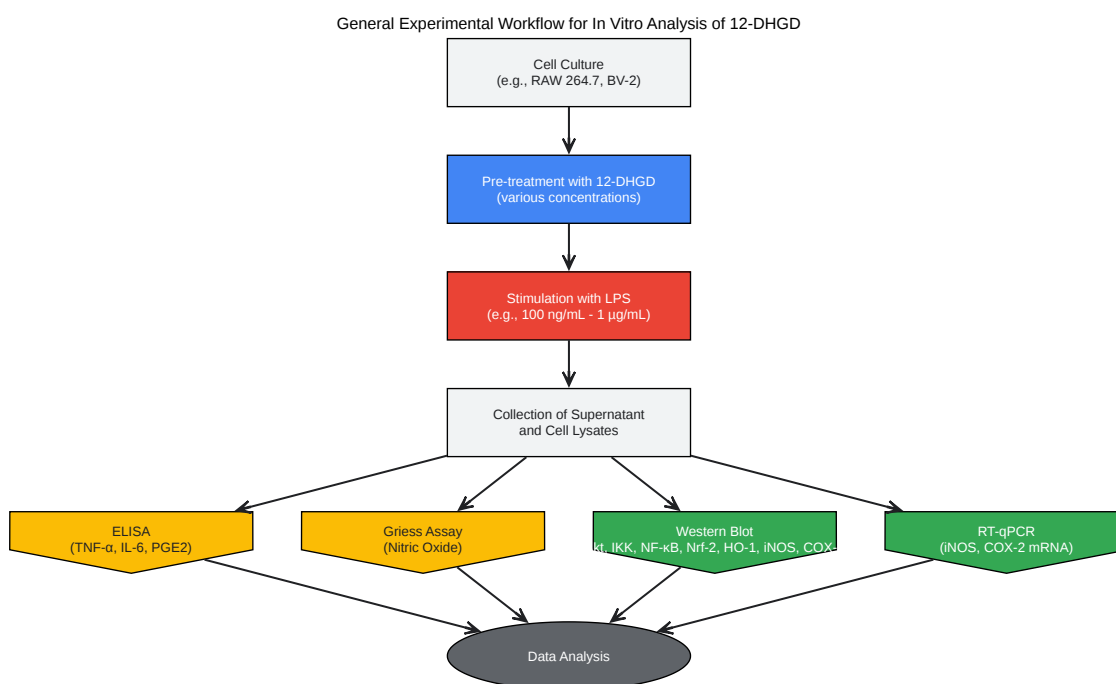 General Experimental Workflow for In Vitro Analysis of 12-DHGD
Cell Culture
(e.g., RAW 264.7, BV-2)
Pre-treatment with 12-DHGD
(various concentrations)
Stimulation with LPS
(e.g., 100 ng/mL - 1 µg/mL)
Collection of Supernatant
and Cell Lysates
ELISA
(TNF-α, IL-6, PGE2)
Griess Assay
(Nitric Oxide)
Western Blot
IKK, NF-κB, Nrf-2, HO-1, iNOS, COX-
RT-qPCR
(iNOS, COX-2 mRNA)
Data Analysis